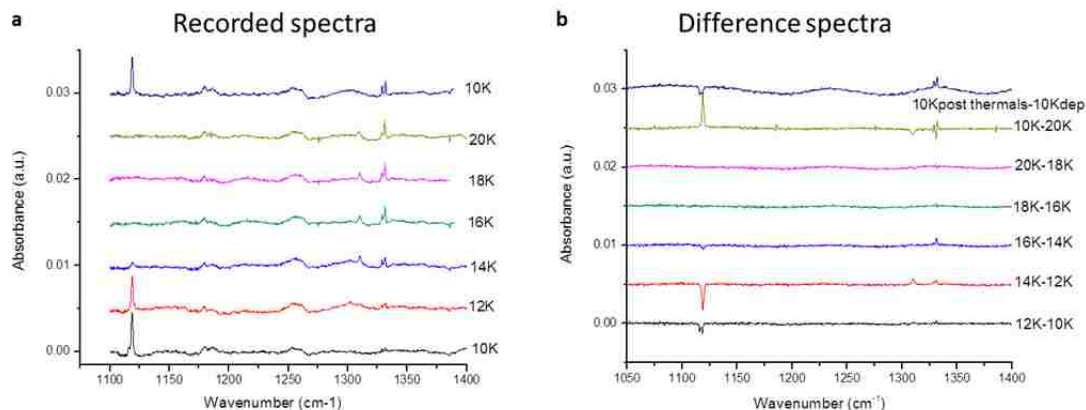 a
Recorded spectra
0.03
0.02
0.01
0.00
Absorbance (a.u.)
10K
20K
18K
16K
14K
12K
10K
1100
1150
1200
1250
1300
1350
1400
Wavenumber (cm-1)
b
Difference spectra
0.03
0.02
0.01
0.00
Absorbance (a.u.)
10Kpost thermals-10Kdep
10K-20K
20K-18K
18K-16K
16K-14K
14K-12K
12K-10K
1050
1100
1150
1200
1250
1300
1350
1400
Wavenumber (cm-1)